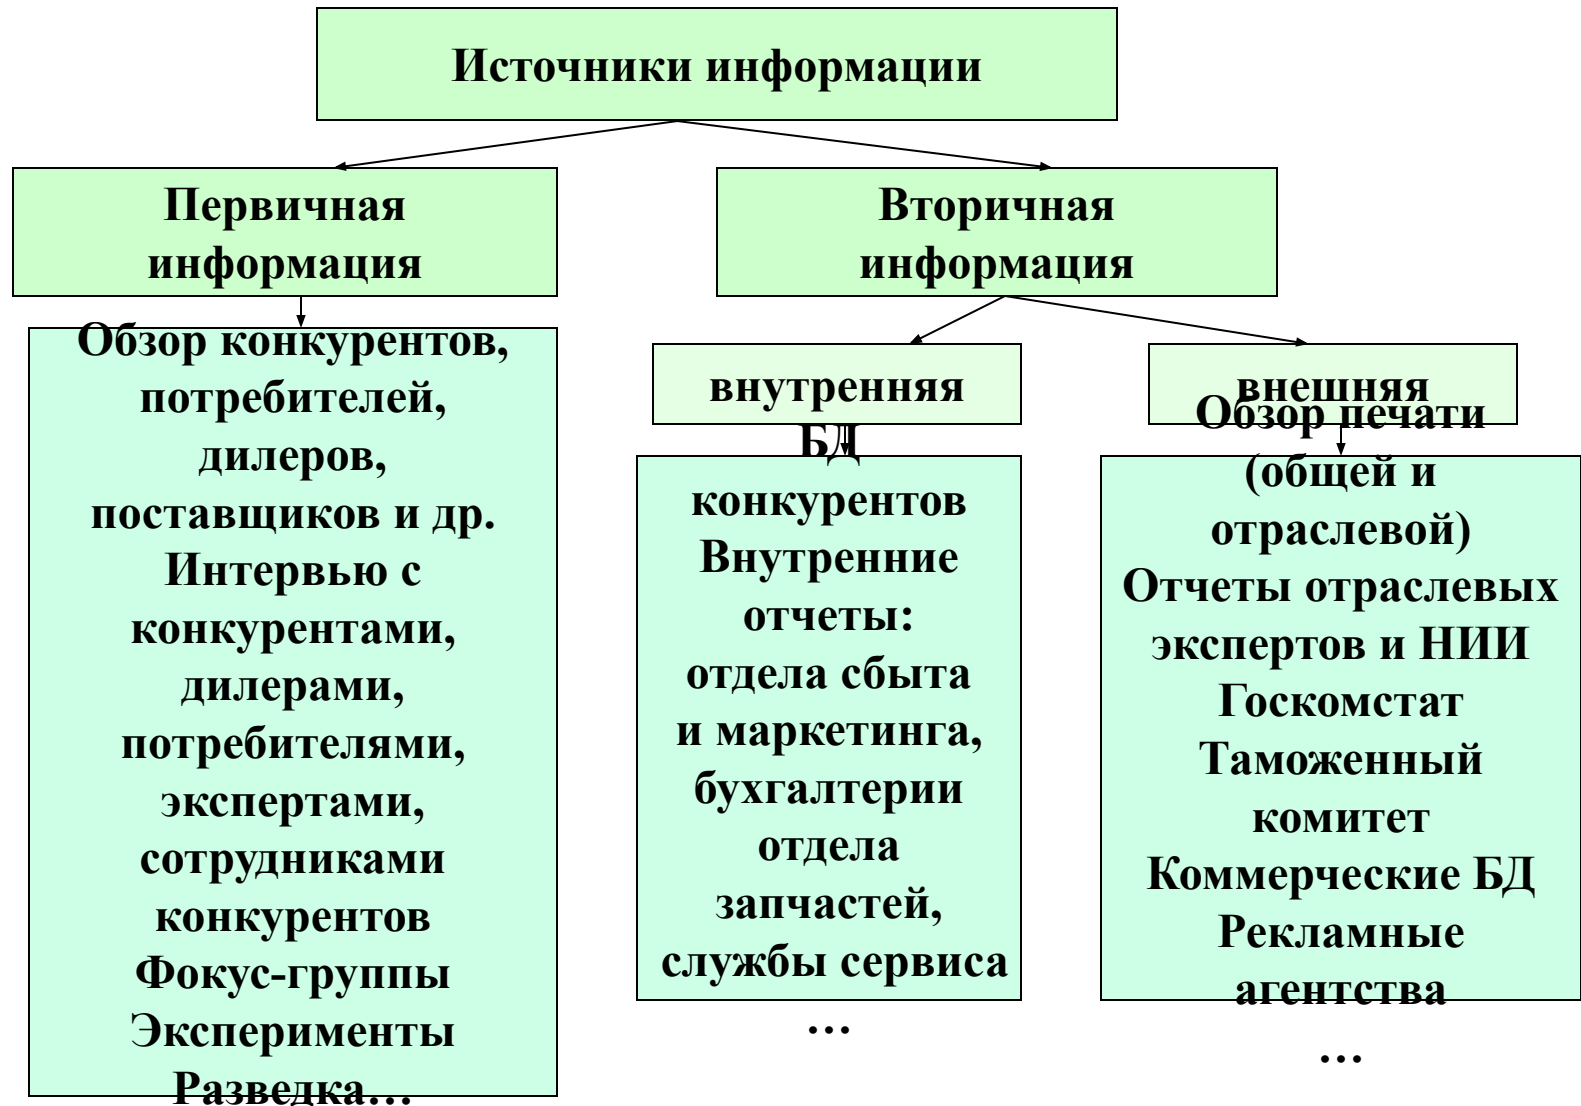 Источники информации
Первичная
информация
Обзор конкурентов,
потребителей,
дилеров,
поставщиков и др.
Интервью с
конкурентами,
дилерами,
потребителями,
экспертами,
сотрудниками
конкурентов
Фокус-группы
Эксперименты
Разведка…
Вторичная
информация
внутренняя
БД
конкурентов
Внутренние
отчеты:
отдела сбыта
и маркетинга,
бухгалтерии
отдела
запчастей,
службы сервиса
…
внешняя
Обзор печати
(общей и
отраслевой)
Отчеты отраслевых
экспертов и НИИ
Госкомстат
Таможенный
комитет
Коммерческие БД
Рекламные
агентства
…